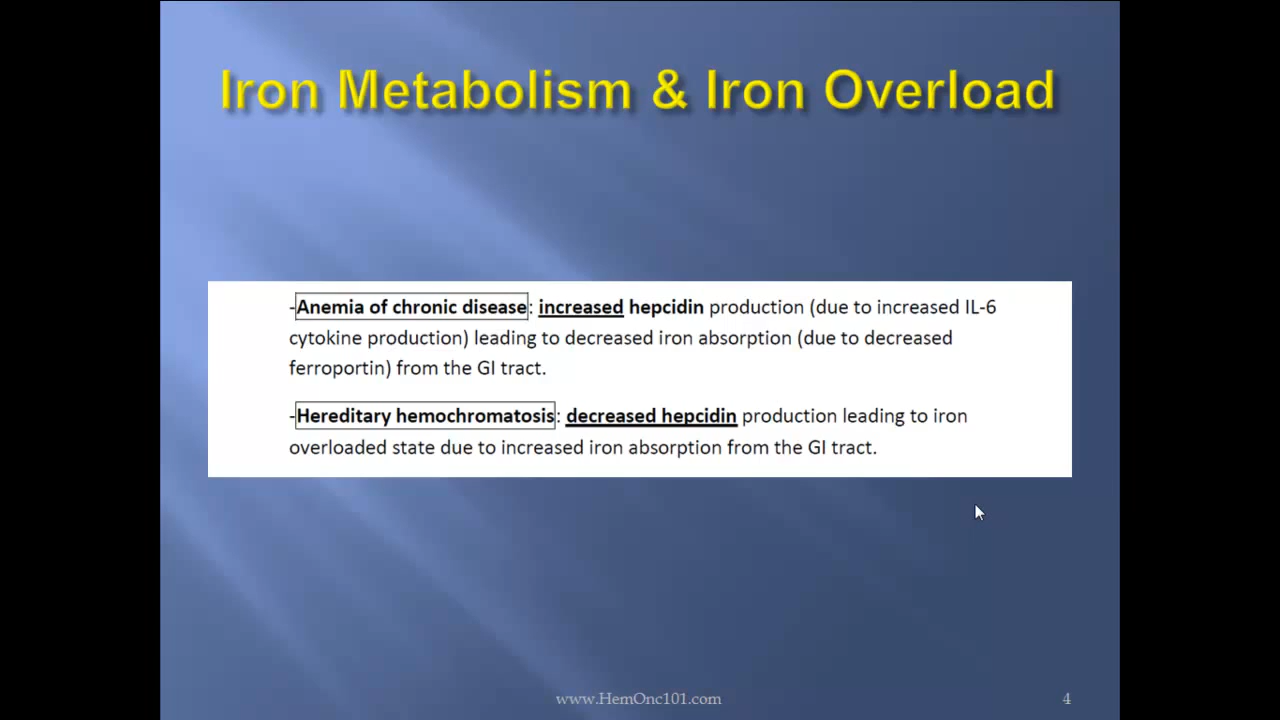 Iron Metabolism & Iron Overload
-Anemia of chronic disease: increased hepcidin production (due to increased IL-6
cytokine production) leading to decreased iron absorption (due to decreased
ferroportin) from the GI tract.
-Hereditary hemochromatosis: decreased hepcidin production leading to iron
overloaded state due to increased iron absorption from the GI tract.
www.HemOnc101.com
4